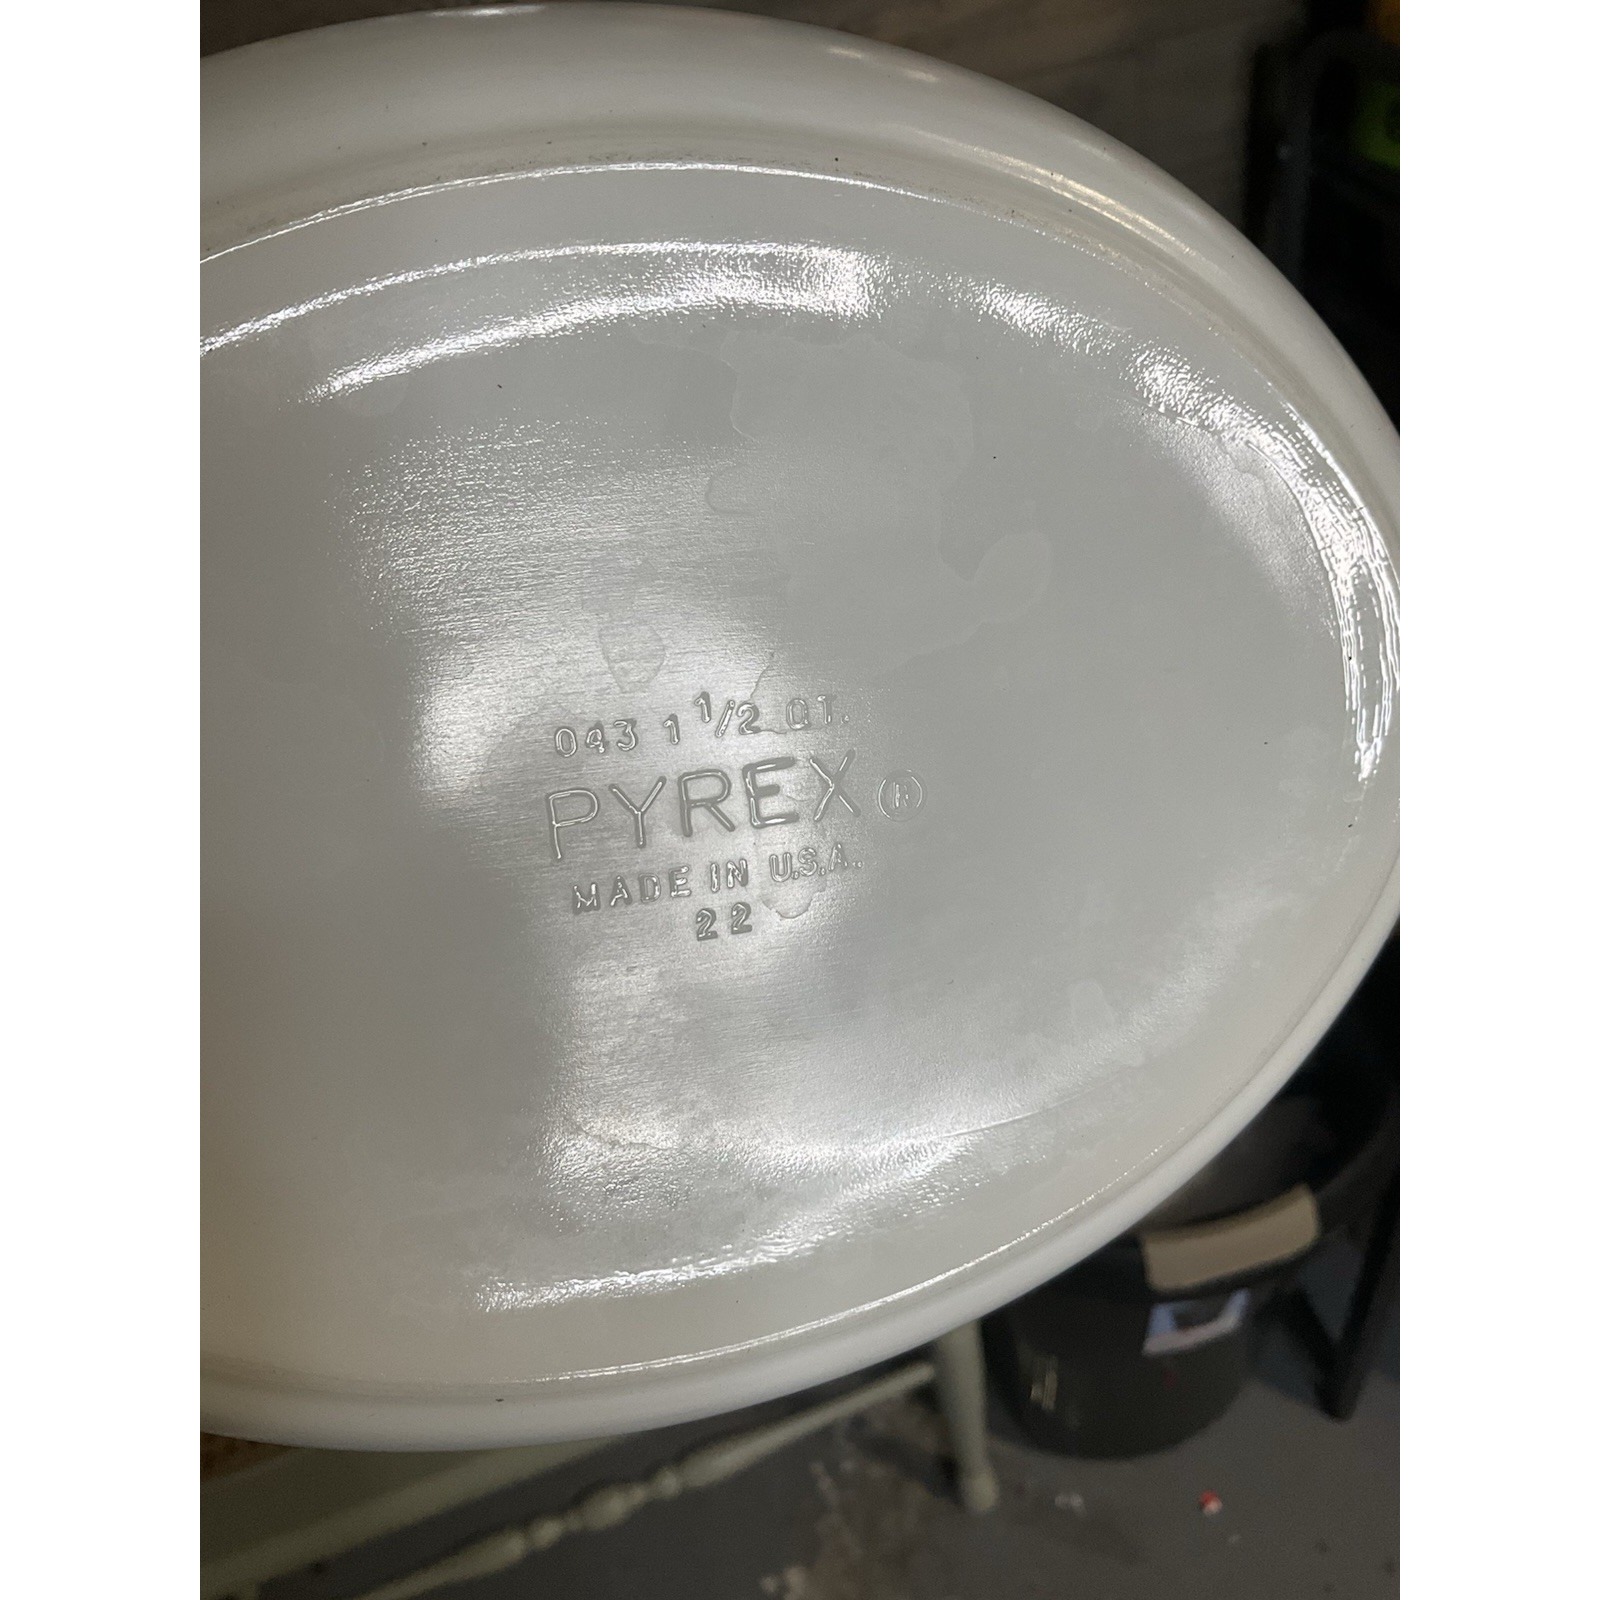 043 1 1/2 QT.
PYREX ®
MADE IN U.S.A.
22